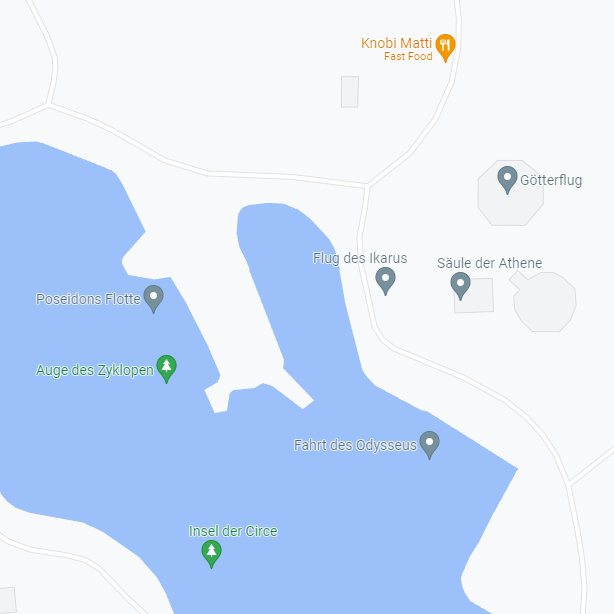 Knobi Matti
Fast Food
Götterflug
Flug des Ikarus
Säule der Athene
Poseidons Flotte
Auge des Zyklopen
Fahrt des Odysseus
Insel der Circe